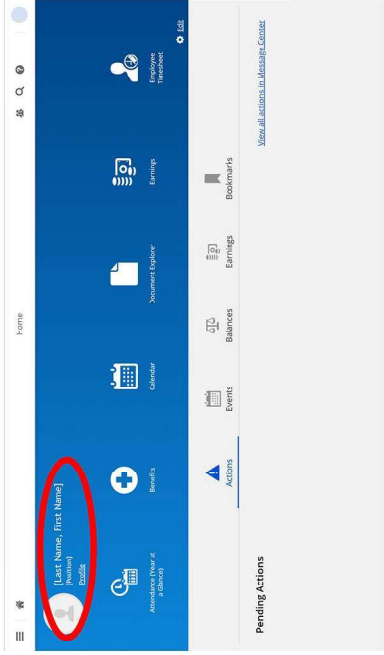 Home
[Last Name, First Name]
[Position]
Profile
Edit
Attendance (Year at
a Glance)
Benefits
Calendar
Document Explorer
Earnings
Employee
Timesheet
Actions
Events
Balances
Earnings
Bookmarks
Pending Actions
View all actions in Message Center